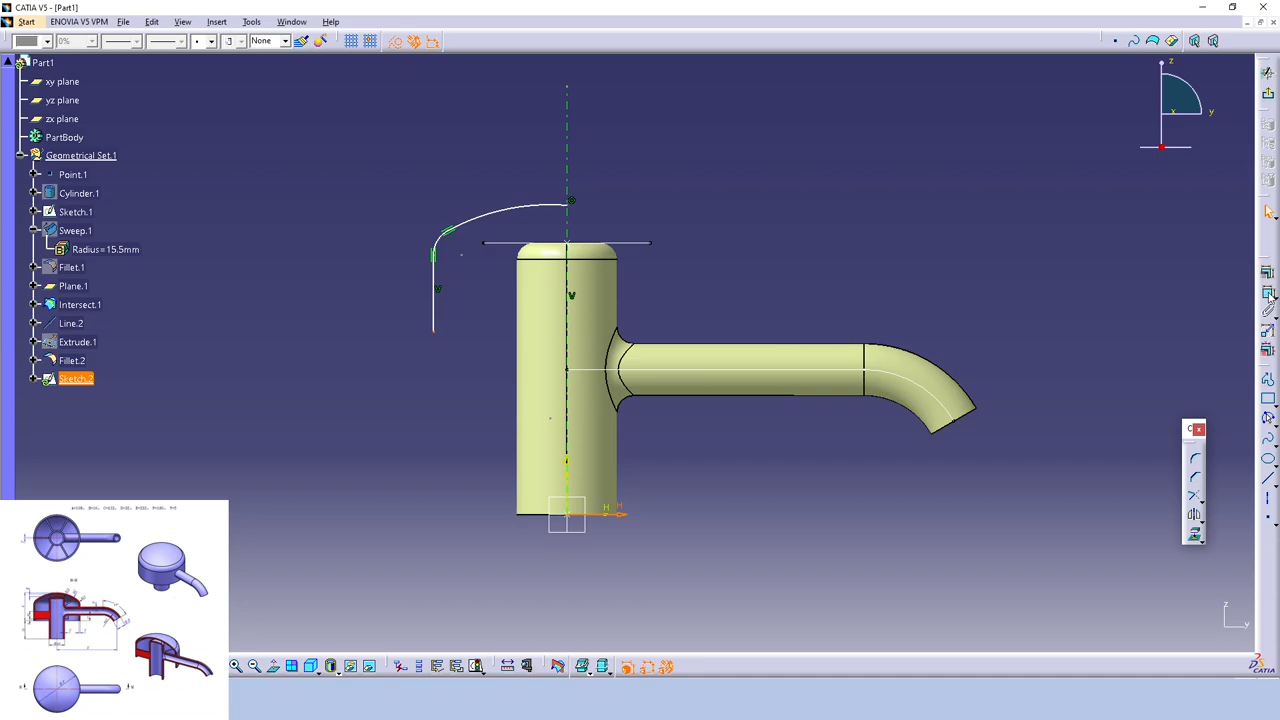 CATIA V5 - [Part1]
Start ENOVIA V5 VPM File Edit View Insert Tools Window Help
0% None
Part1
xy plane
yz plane
zx plane
PartBody
Geometrical Set.1
Point.1
Cylinder.1
Sketch.1
Sweep.1
Radius=15.5mm
Fillet.1
Plane.1
Intersect.1
Line.2
Extrude.1
Fillet.2
Sketch.2
z
x
y
V
V
H
H
z
y
CATIA